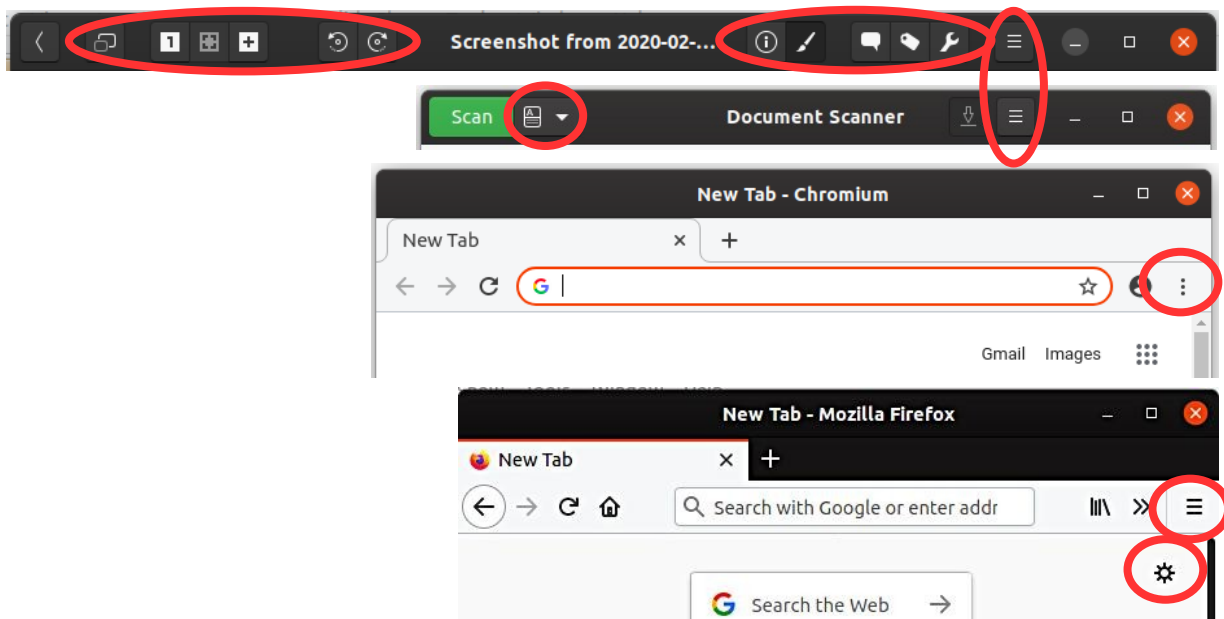 1 Screenshot from 2020-02-...
Scan Document Scanner
New Tab - Chromium
New Tab
G
Gmail Images
New Tab - Mozilla Firefox
New Tab
Search with Google or enter addr
G Search the Web